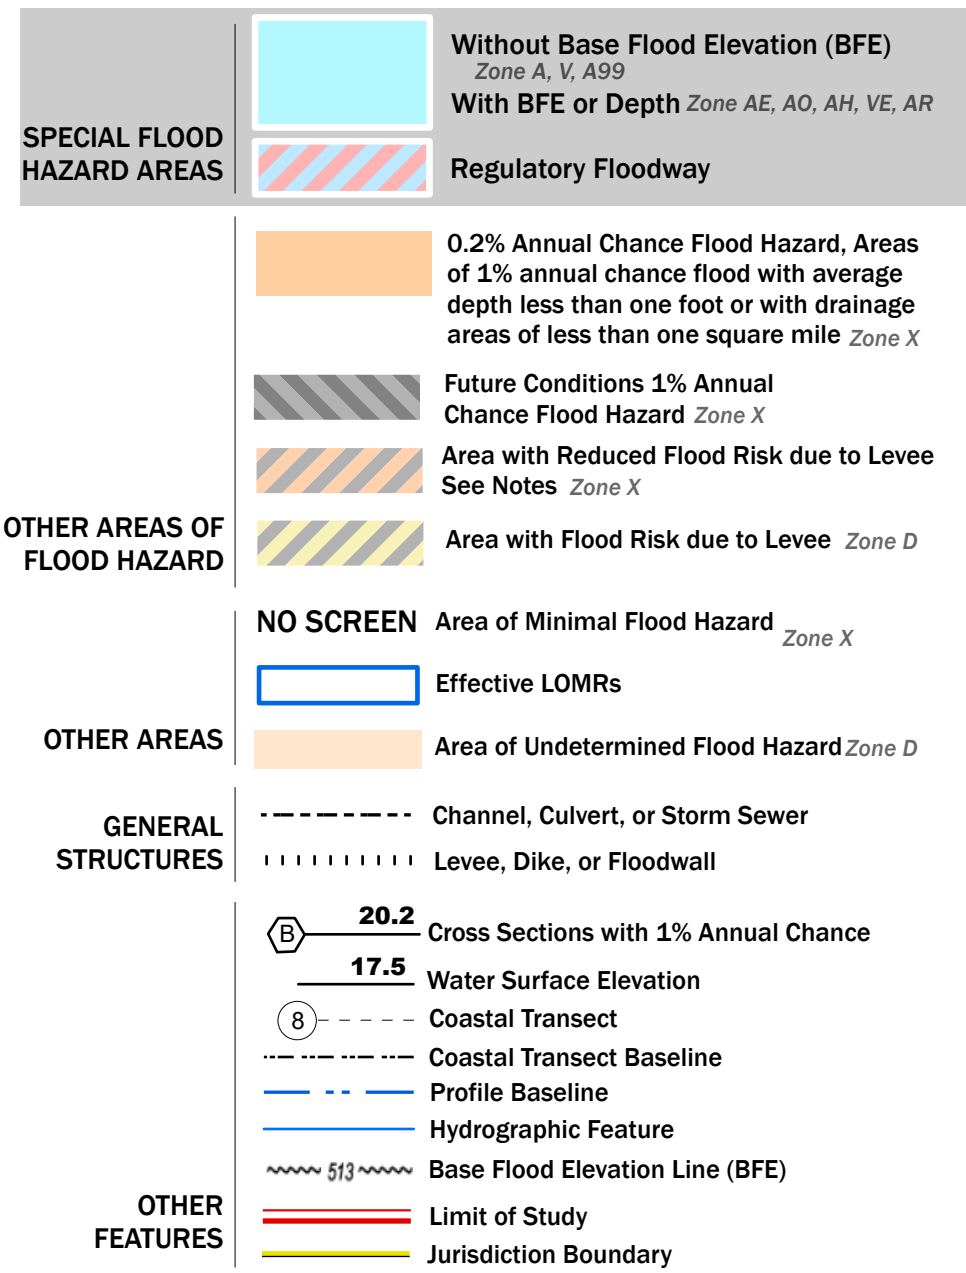 SPECIAL FLOOD
HAZARD AREAS
Without Base Flood Elevation (BFE)
Zone A, V, A99
With BFE or Depth Zone AE, AO, AH, VE, AR
Regulatory Floodway
OTHER AREAS OF
FLOOD HAZARD
0.2% Annual Chance Flood Hazard, Areas
of 1% annual chance flood with average
depth less than one foot or with drainage
areas of less than one square mile Zone X
Future Conditions 1% Annual
Chance Flood Hazard Zone X
Area with Reduced Flood Risk due to Levee
See Notes Zone X
Area with Flood Risk due to Levee Zone D
OTHER AREAS
NO SCREEN Area of Minimal Flood Hazard Zone X
Effective LOMRs
Area of Undetermined Flood Hazard Zone D
GENERAL
STRUCTURES
Channel, Culvert, or Storm Sewer
Levee, Dike, or Floodwall
OTHER
FEATURES
B 20.2 Cross Sections with 1% Annual Chance
17.5 Water Surface Elevation
8 Coastal Transect
Coastal Transect Baseline
Profile Baseline
Hydrographic Feature
513 Base Flood Elevation Line (BFE)
Limit of Study
Jurisdiction Boundary